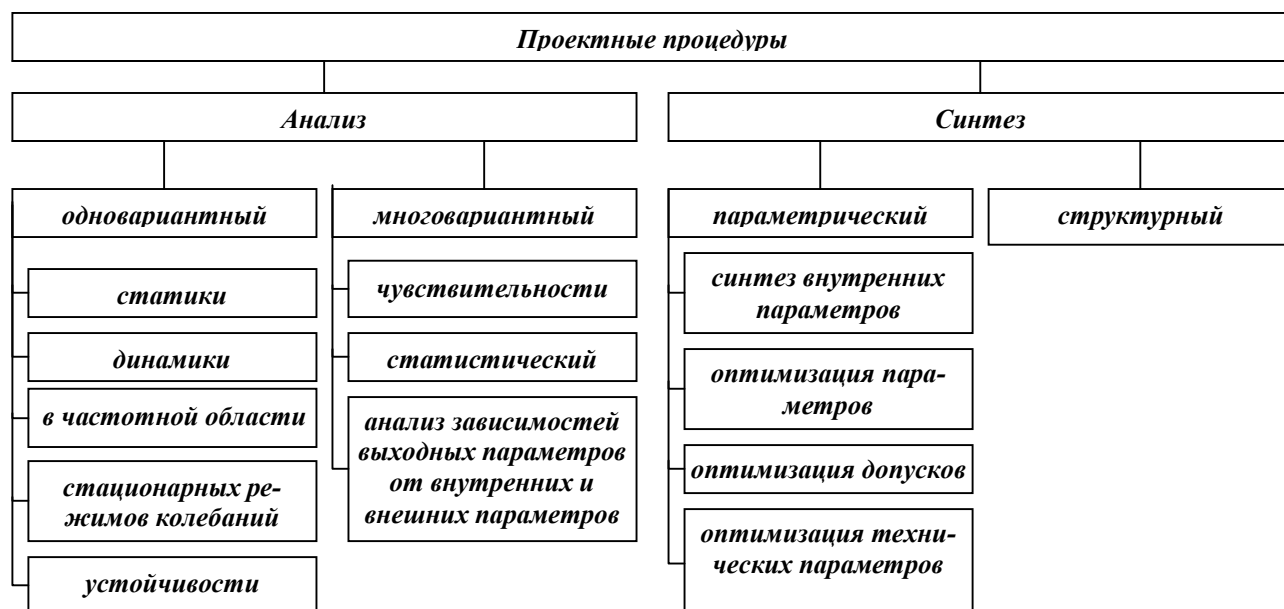 Проектные процедуры
Анализ
Синтез
одновариантный
многовариантный
параметрический
структурный
статики
динамики
в частотной области
стационарных ре-
жимов колебаний
устойчивости
чувствительности
статистический
анализ зависимостей
выходных параметров
от внутренних и
внешних параметров
синтез внутренних
параметров
оптимизация пара-
метров
оптимизация допусков
оптимизация техни-
ческих параметров